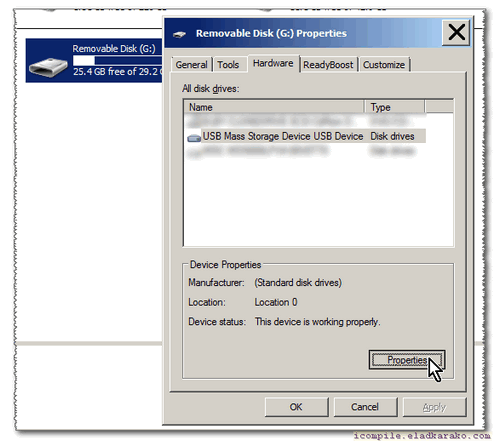 Removable Disk (G:)
25.4 GB free of 29.2 G
Removable Disk (G:) Properties
General
Tools
Hardware
ReadyBoost
Customize
All disk drives:
Name
Type
USB Mass Storage Device USB Device
Disk drives
Device Properties
Manufacturer:
(Standard disk drives)
Location:
Location 0
Device status:
This device is working properly.
Properties
OK
Cancel
Apply
icompile.eladkarako.com